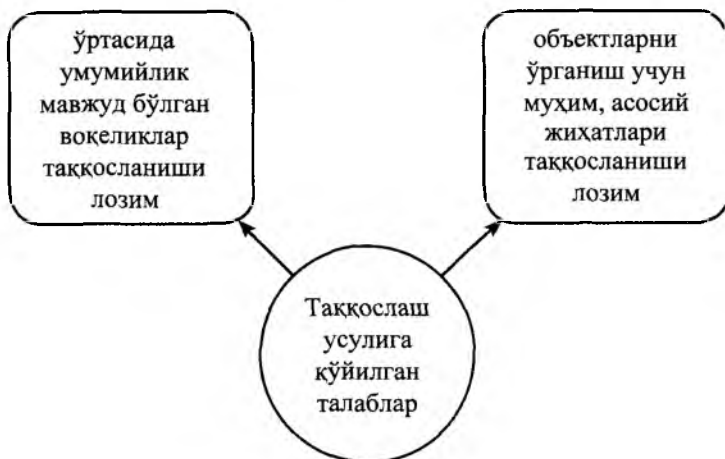 ўртасида
умумийлик
мавжуд бўлган
воқеликлар
таққосланиши
лозим
объектларни
ўрганиш учун
муҳим, асосий
жиҳатлари
таққосланиши
лозим
Таққослаш
усулига
қўйилган
талаблар